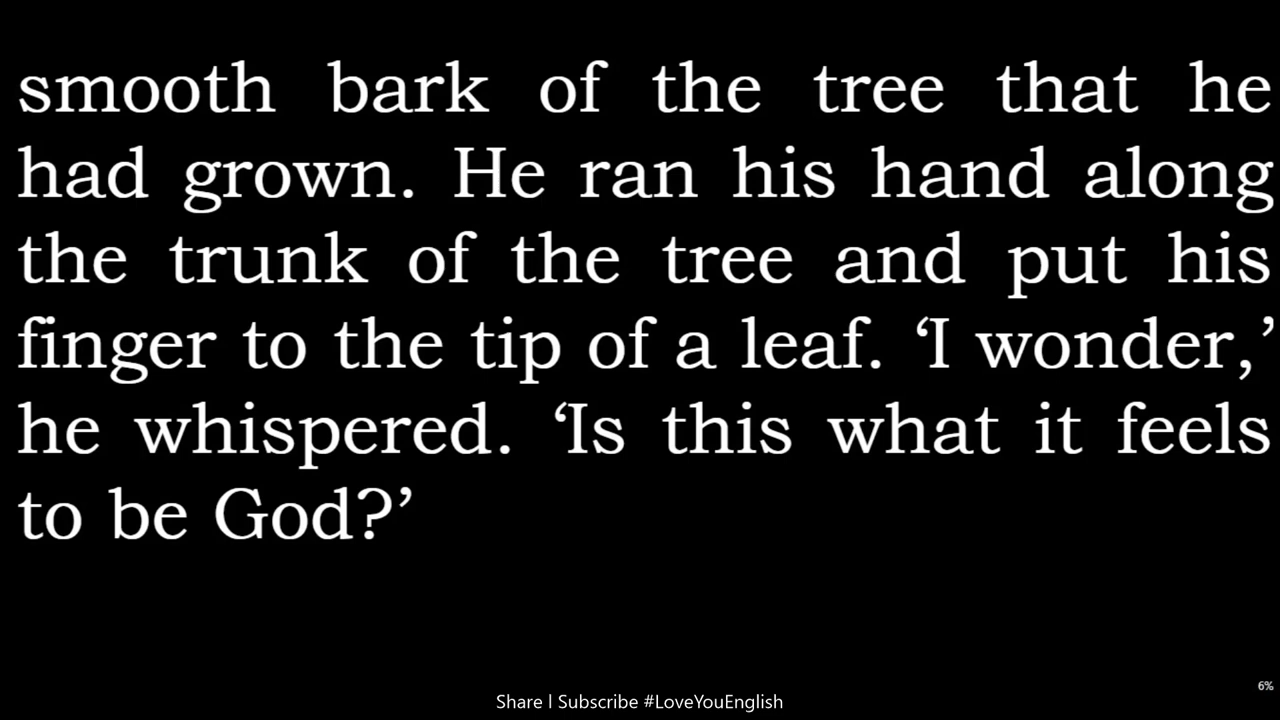 smooth bark of the tree that he
had grown. He ran his hand along
the trunk of the tree and put his
finger to the tip of a leaf. ‘I wonder,’
he whispered. ‘Is this what it feels
to be God?’
6%
Share | Subscribe #LoveYouEnglish